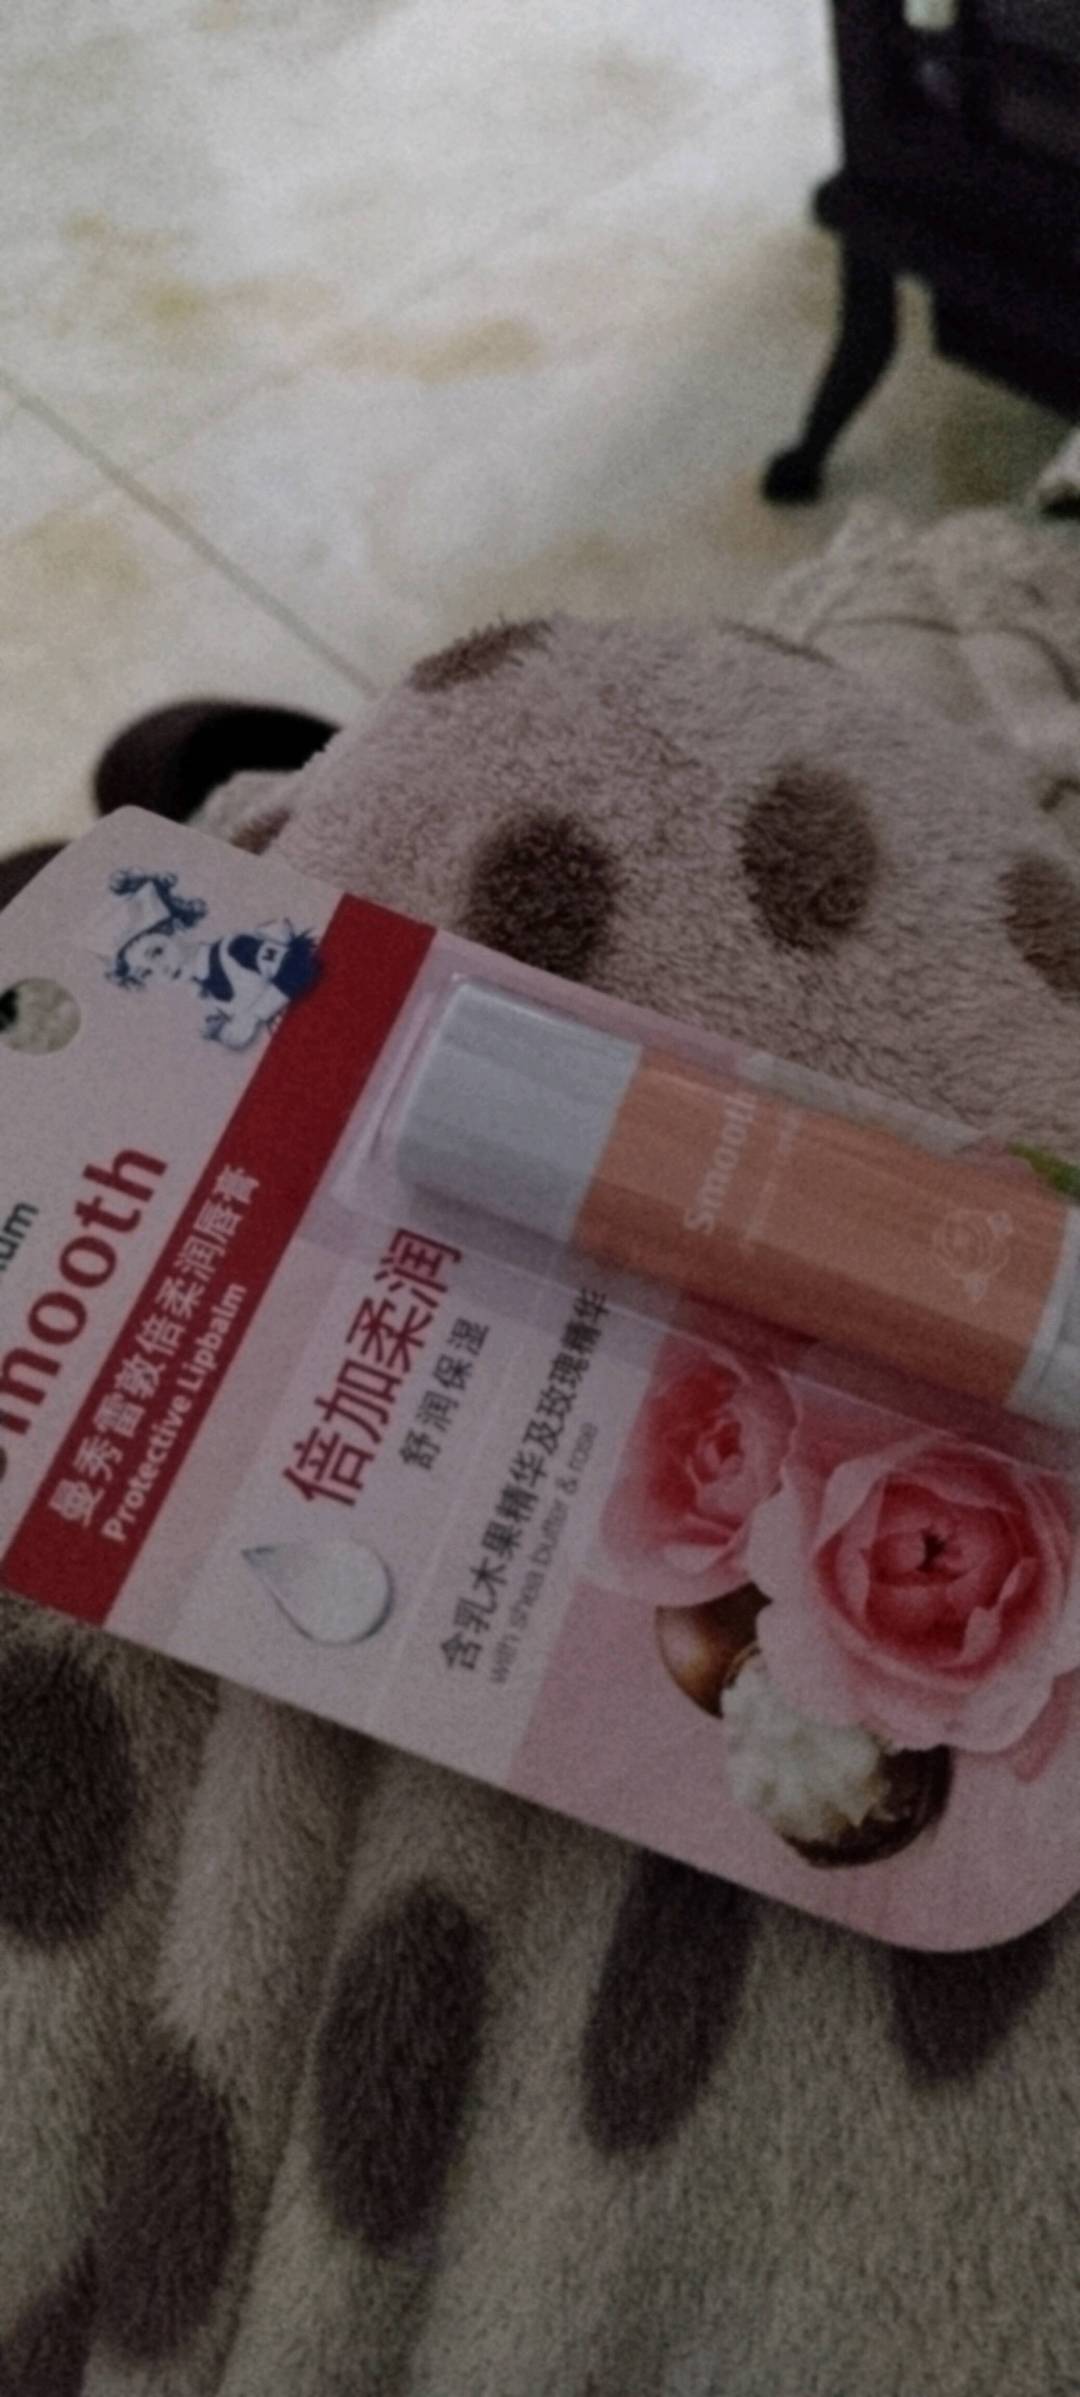 mooth
曼秀雷敦倍柔润唇膏
Protective Lipbalm
倍加柔润
舒润保湿
含乳木果精华及玫瑰精华
with shea butter & rose
Smooth